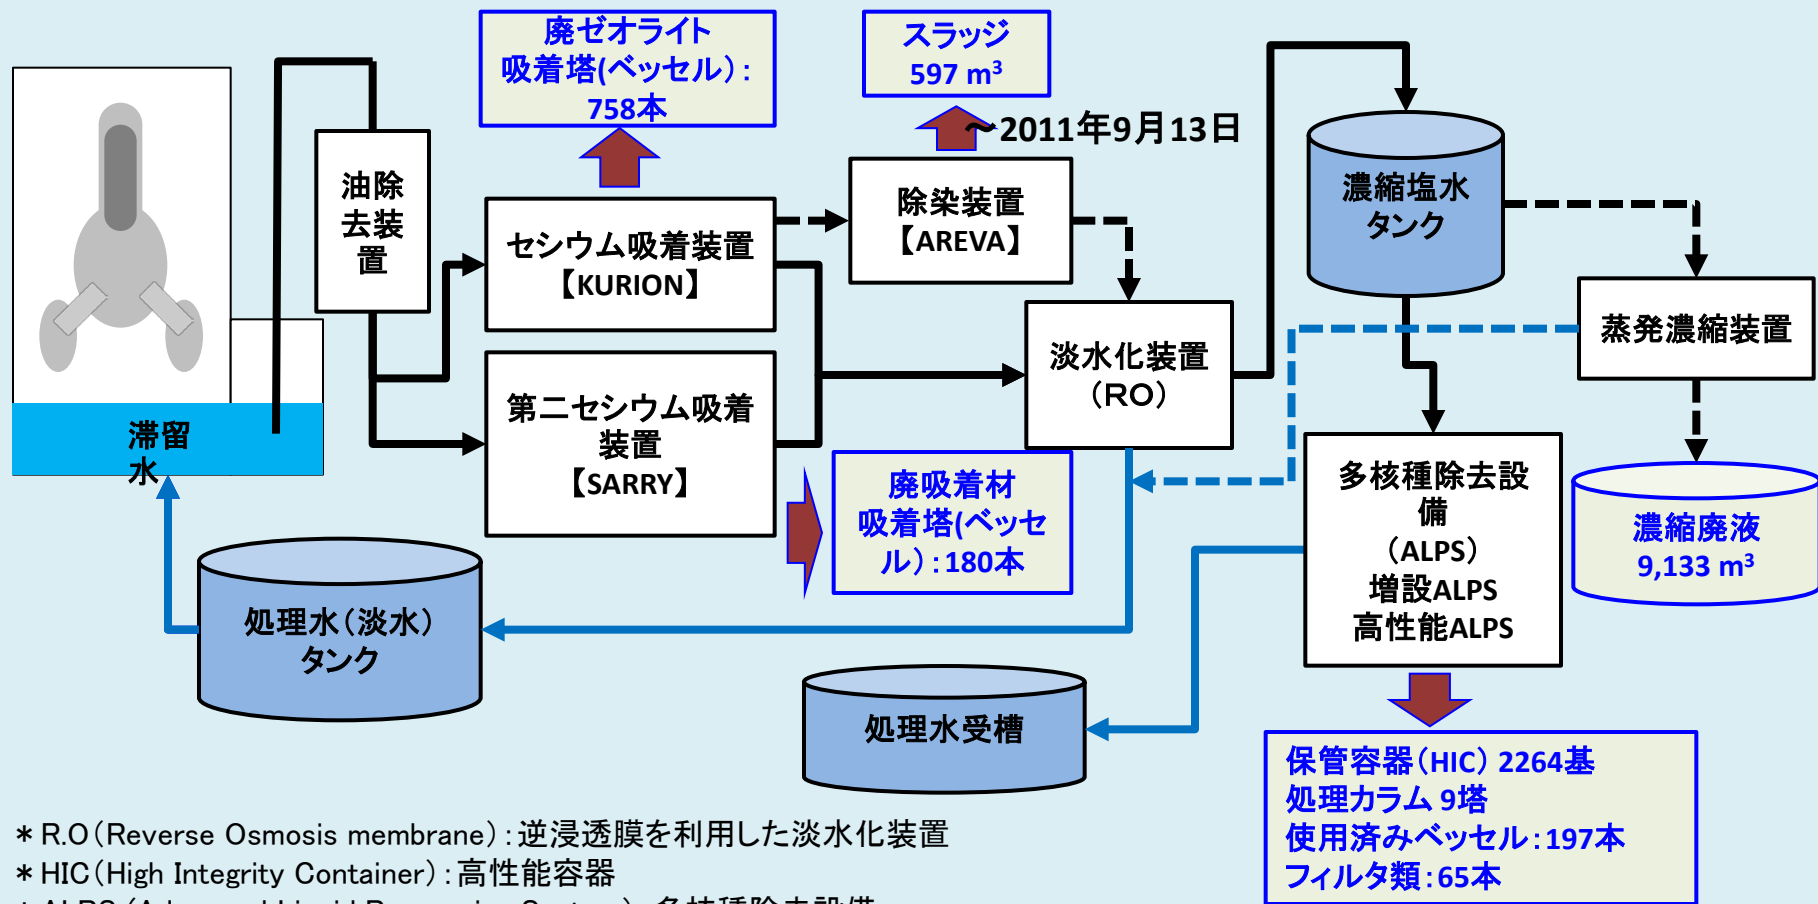 廃ゼオライト
吸着塔(ベッセル）：
758本
スラッジ
597 m³
～2011年9月13日
油除
去装
置
セシウム吸着装置
【KURION】
除染装置
【AREVA】
濃縮塩水
タンク
淡水化装置
（ＲＯ）
蒸発濃縮装置
第二セシウム吸着
装置
【SARRY】
滞留
水
廃吸着材
吸着塔(ベッセ
ル）：180本
多核種除去設
備
（ALPS）
増設ALPS
高性能ALPS
濃縮廃液
9,133 m³
処理水（淡水）
タンク
処理水受槽
保管容器（HIC） 2264基
処理カラム 9塔
使用済みベッセル：197本
フィルタ類：65本
＊R.O（Reverse Osmosis membrane）：逆浸透膜を利用した淡水化装置
＊HIC（High Integrity Container）：高性能容器